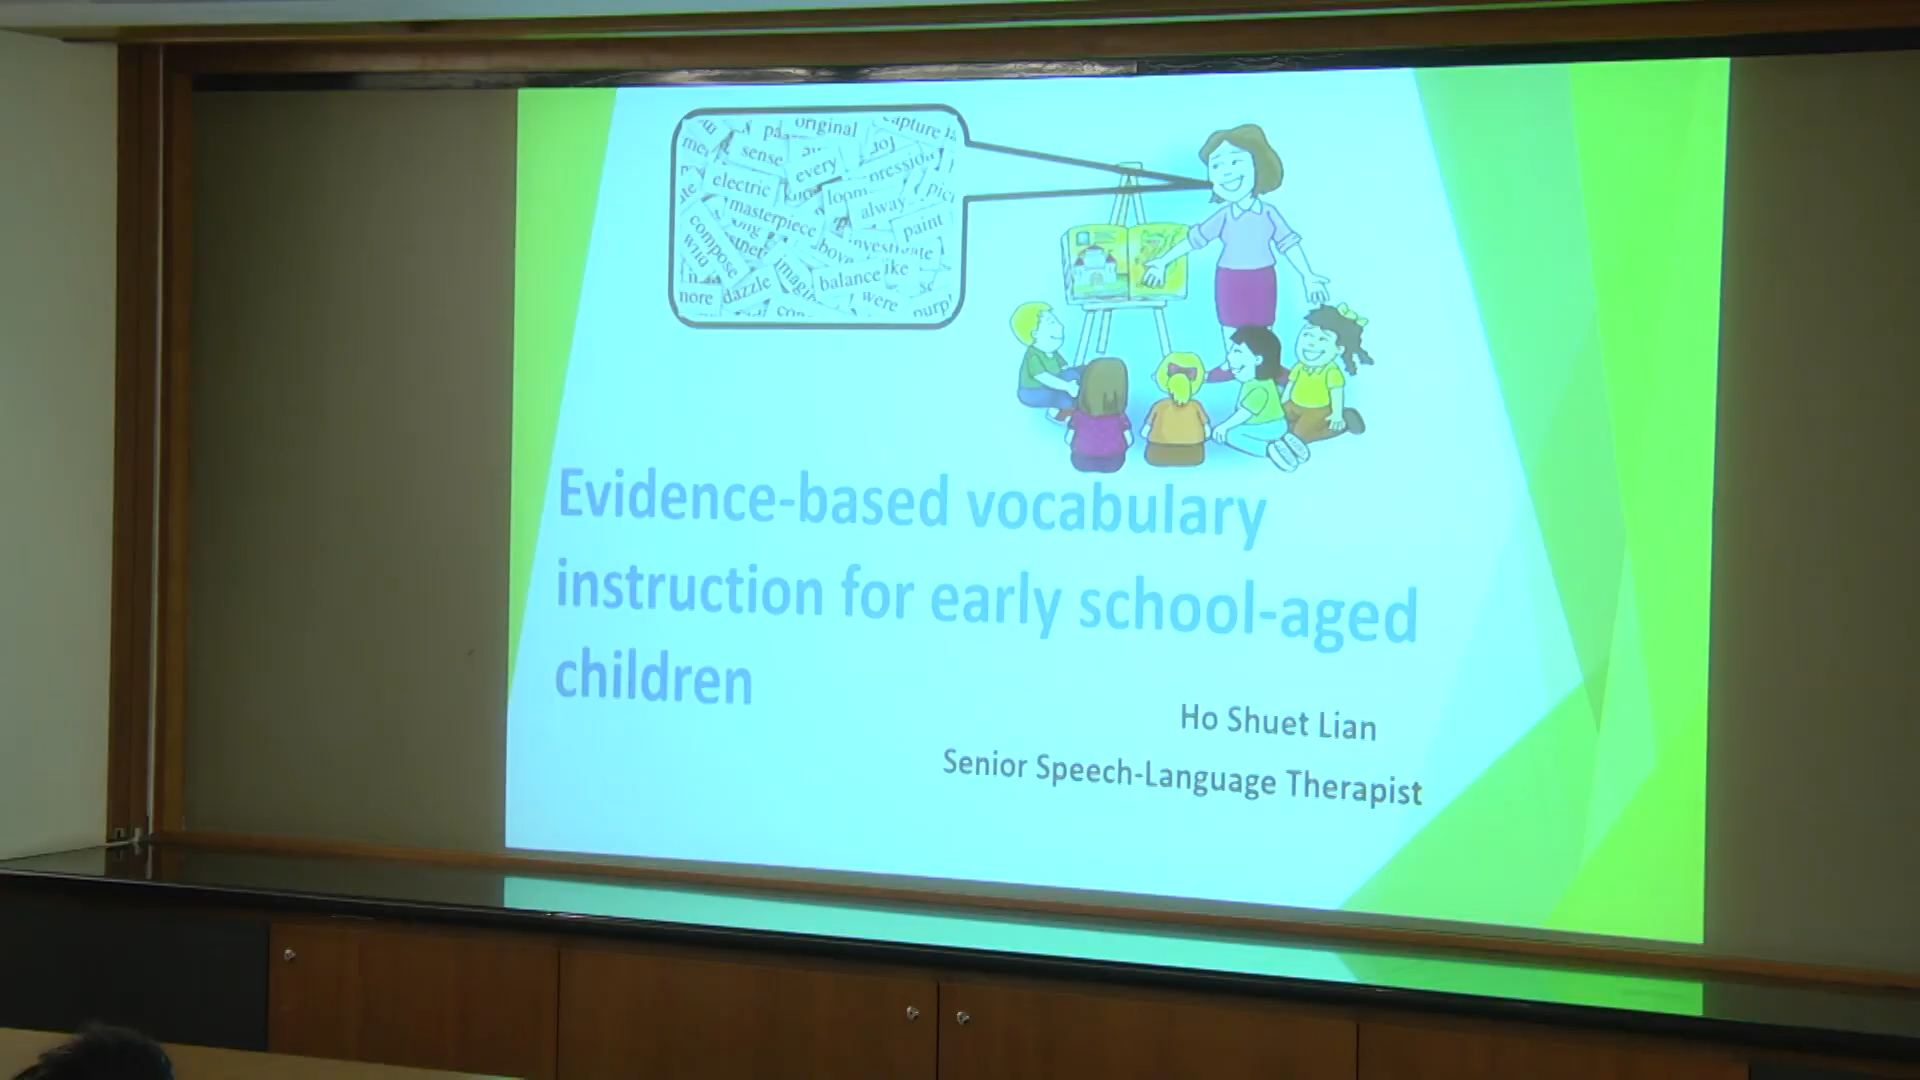 original
sense
every
electric
masterpiece
paint
compose
balance
dazzle
were
Evidence-based vocabulary
instruction for early school-aged
children
Ho Shuet Lian
Senior Speech-Language Therapist